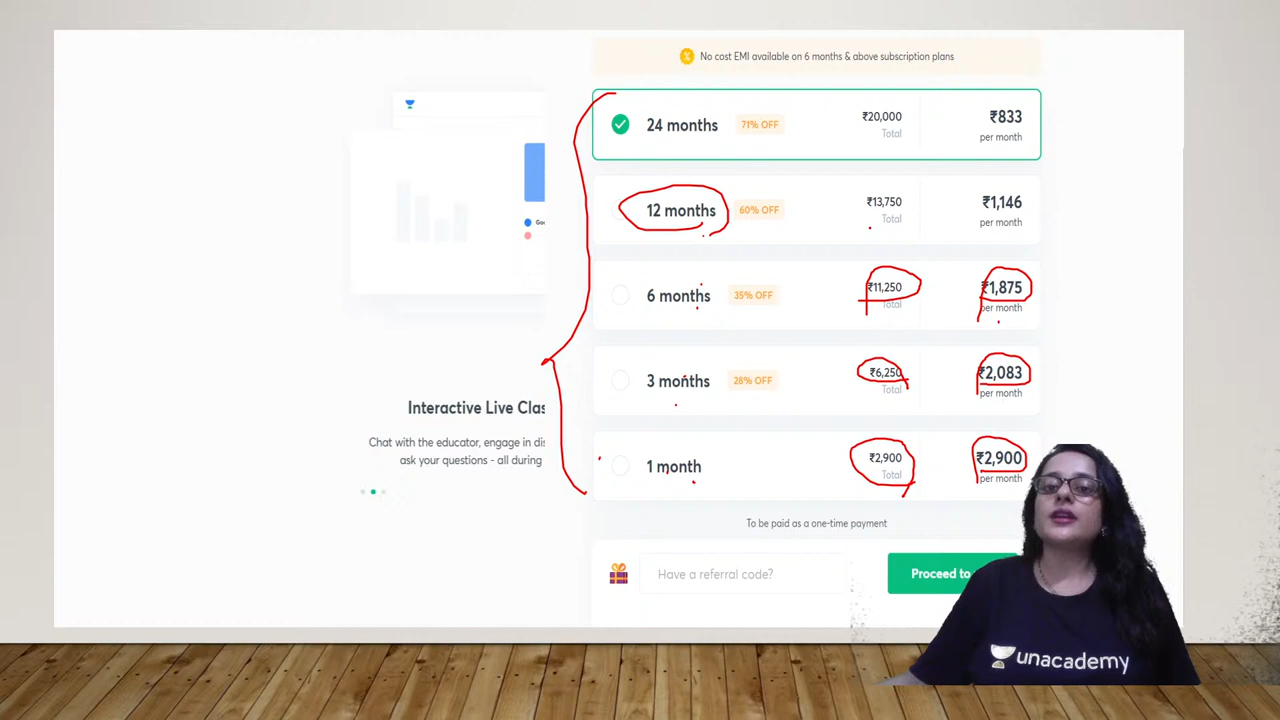 No cost EMI available on 6 months & above subscription plans
24 months 71% OFF ₹20,000 ₹833
Total per month
12 months 60% OFF ₹13,750 ₹1,146
Total per month
6 months 35% OFF ₹11,250 ₹1,875
Total per month
3 months 28% OFF ₹6,250 ₹2,083
Total per month
1 month ₹2,900 ₹2,900
Total per month
To be paid as a one-time payment
Have a referral code? Proceed to
Goo
Interactive Live Clas
Chat with the educator, engage in dis
ask your questions - all during
unacademy